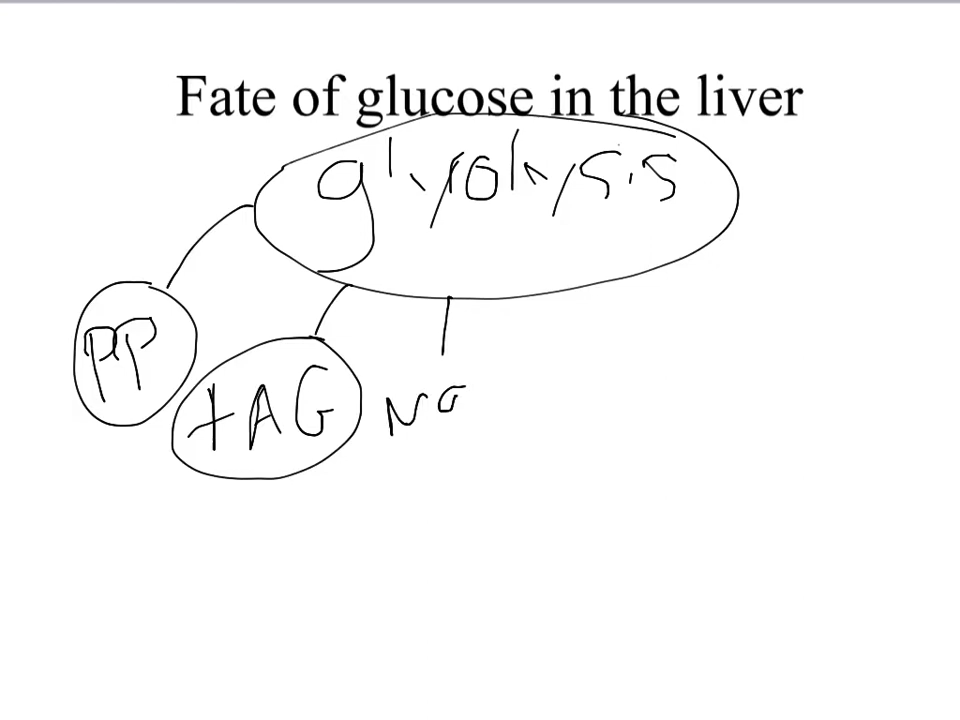 Fate of glucose in the liver
glycolysis
PP
TAG
NG